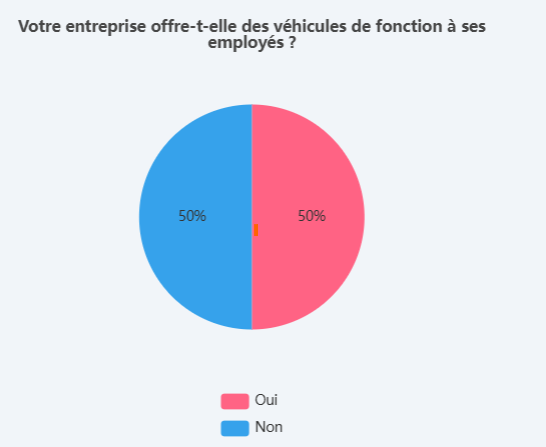 Votre entreprise offre-t-elle des véhicules de fonction à ses
employés ?
50%
50%
Oui
Non